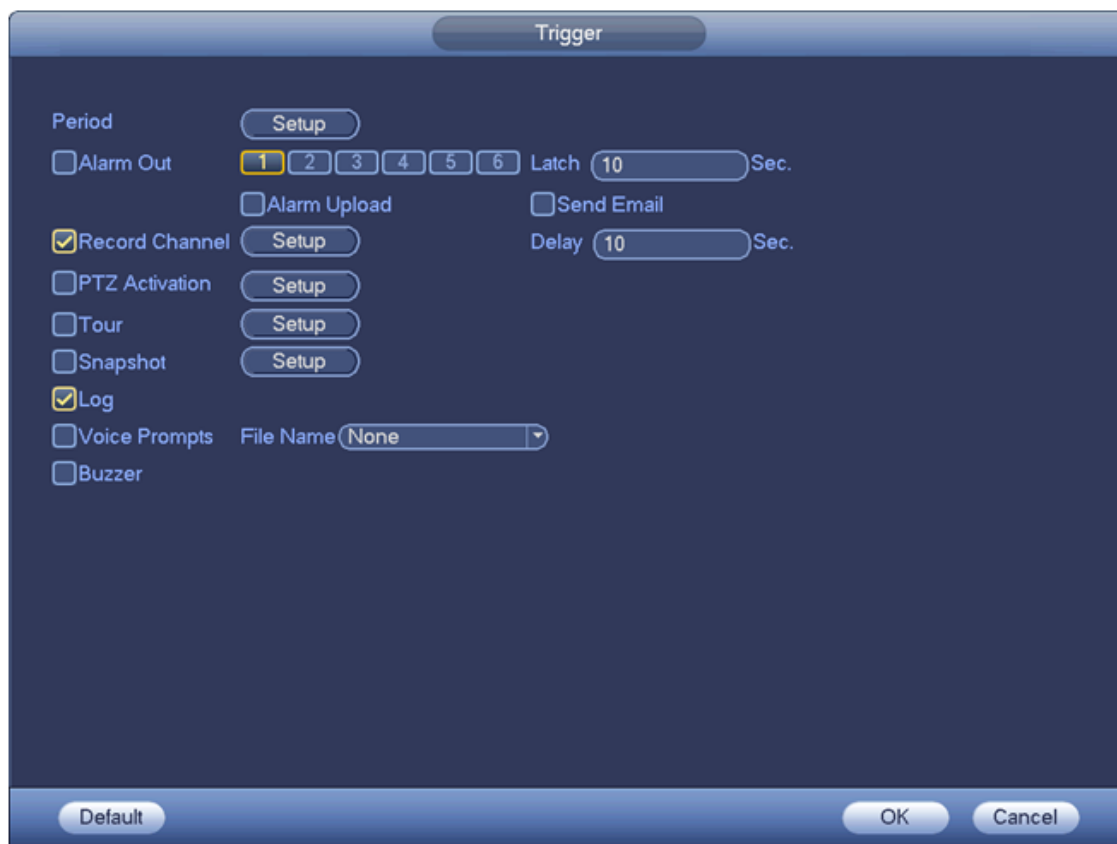 Trigger
Period Setup
Alarm Out 1 2 3 4 5 6 Latch 10 Sec.
Alarm Upload Send Email
Record Channel Setup Delay 10 Sec.
PTZ Activation Setup
Tour Setup
Snapshot Setup
Log
Voice Prompts File Name None
Buzzer
Default OK Cancel